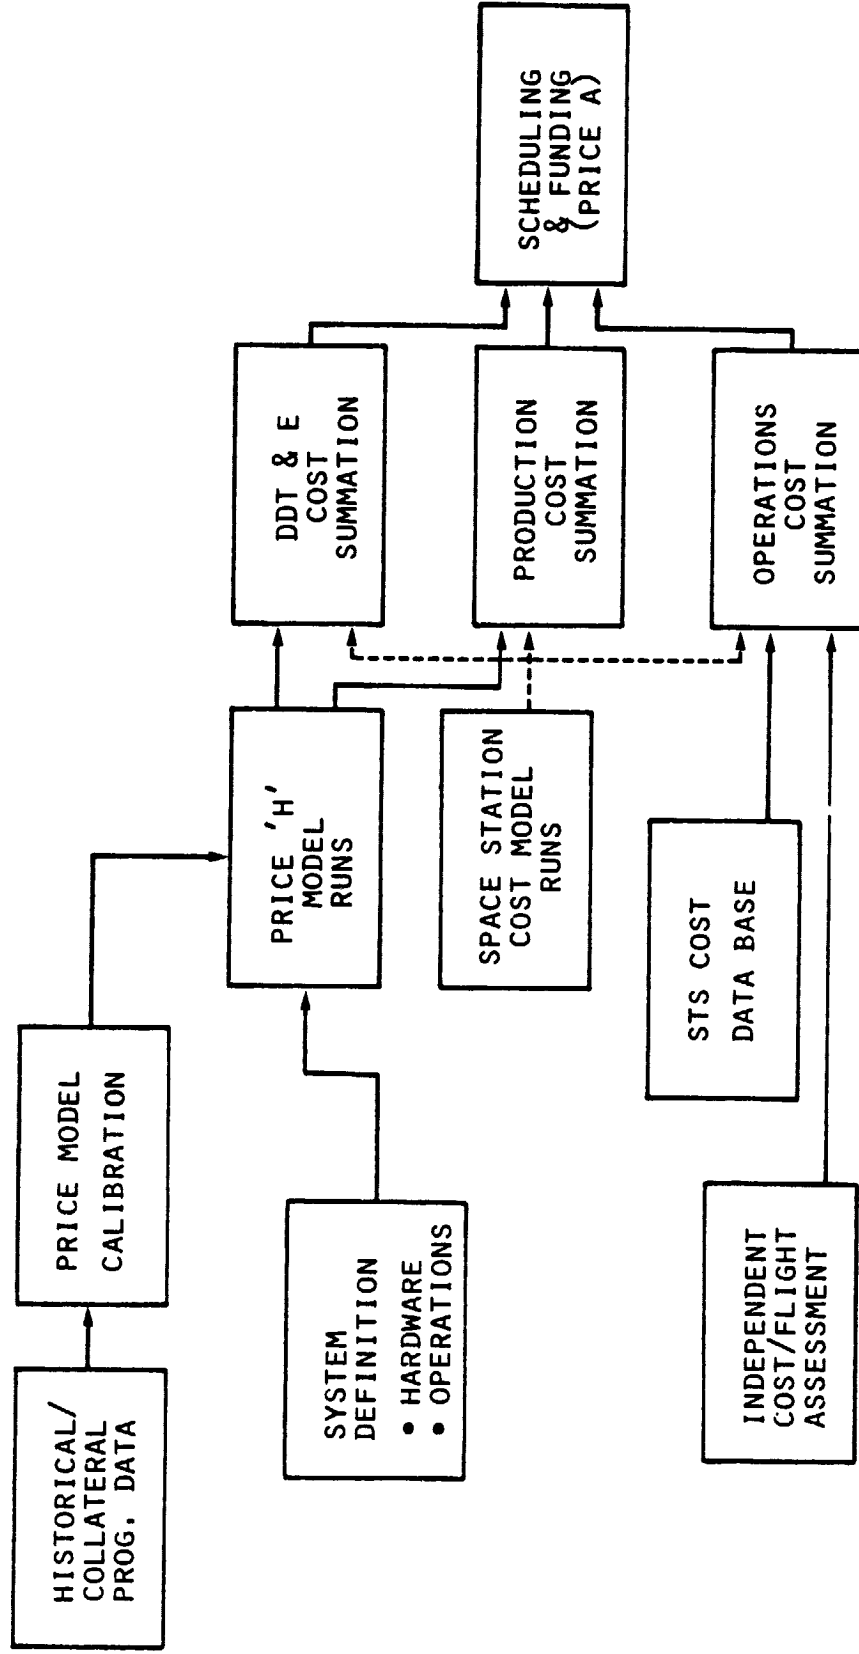 HISTORICAL/
COLLATERAL
PROG. DATA
PRICE MODEL
CALIBRATION
SYSTEM
DEFINITION
• HARDWARE
• OPERATIONS
PRICE 'H'
MODEL
RUNS
SPACE STATION
COST MODEL
RUNS
STS COST
DATA BASE
INDEPENDENT
COST/FLIGHT
ASSESSMENT
DDT & E
COST
SUMMATION
PRODUCTION
COST
SUMMATION
OPERATIONS
COST
SUMMATION
SCHEDULING
& FUNDING
(PRICE A)